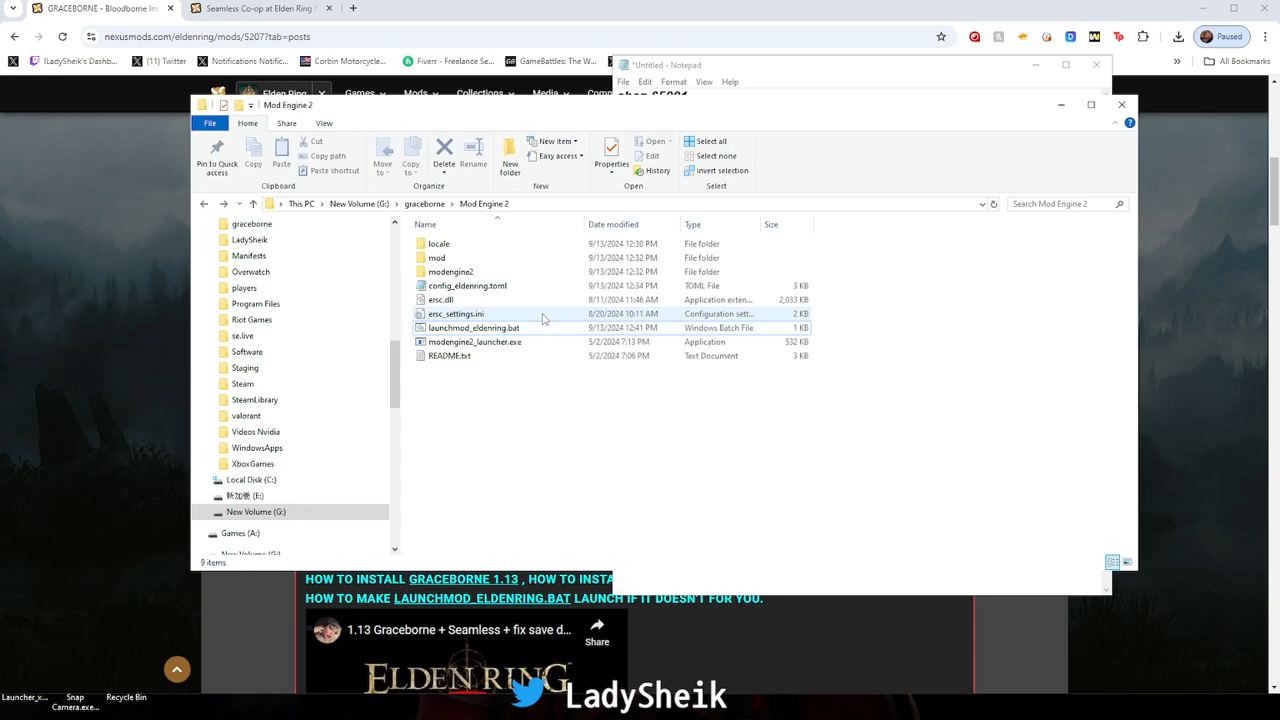 GRACEBORNE - Bloodborne In
Seamless Co-op at Elden Ring
nexusmods.com/eldenring/mods/5207?tab=posts
Paused
ILadySheik's Dashb...
(1) Twitter
Notifications Notific...
Corbin Motorcycle...
Fiverr - Freelance Se...
GameBattles: The W...
All Bookmarks
*Untitled - Notepad
File Edit Format View Help
Elden Ring
Games
Mods
Collections
Media
Mod Engine 2
File Home Share View
Pin to Quick access
Copy
Paste
Cut
Copy path
Paste shortcut
Clipboard
Move to
Copy to
Delete
Rename
Organize
New folder
New item
Easy access
New
Properties
Open
Edit
History
Open
Select all
Select none
Invert selection
Select
This PC > New Volume (G:) > graceborne > Mod Engine 2
Search Mod Engine 2
Name Date modified Type Size
locale 9/13/2024 12:30 PM File folder
mod 9/13/2024 12:32 PM File folder
modengine2 9/13/2024 12:32 PM File folder
config_eldenring.toml 9/13/2024 12:34 PM TOML File 3 KB
ersc.dll 8/11/2024 11:46 AM Application exten... 2,033 KB
ersc_settings.ini 8/20/2024 10:11 AM Configuration sett... 2 KB
launchmod_eldenring.bat 9/13/2024 12:41 PM Windows Batch File 1 KB
modengine2_launcher.exe 5/2/2024 7:13 PM Application 532 KB
README.txt 5/2/2024 7:06 PM Text Document 3 KB
graceborne
LadySheik
Manifests
Overwatch
players
Program Files
Riot Games
se.live
Software
Staging
Steam
SteamLibrary
valorant
Videos Nvidia
WindowsApps
XboxGames
Local Disk (C:)
新加卷 (E:)
New Volume (G:)
Games (A:)
New Volume (G:)
9 items
HOW TO INSTALL GRACEBORNE 1.13 , HOW TO INSTA
HOW TO MAKE LAUNCHMOD_ELDENRING.BAT LAUNCH IF IT DOESN'T FOR YOU.
1.13 Graceborne + Seamless + fix save d...
Share
ELDEN RING
Launcher_x...
Snap Camera.exe...
Recycle Bin
LadySheik